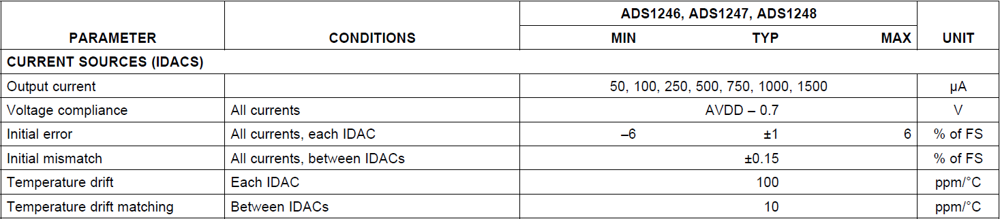 ADS1246, ADS1247, ADS1248
PARAMETER CONDITIONS MIN TYP MAX UNIT
CURRENT SOURCES (IDACS)
Output current 50, 100, 250, 500, 750, 1000, 1500 µA
Voltage compliance All currents AVDD – 0.7 V
Initial error All currents, each IDAC –6 ±1 6 % of FS
Initial mismatch All currents, between IDACs ±0.15 % of FS
Temperature drift Each IDAC 100 ppm/°C
Temperature drift matching Between IDACs 10 ppm/°C